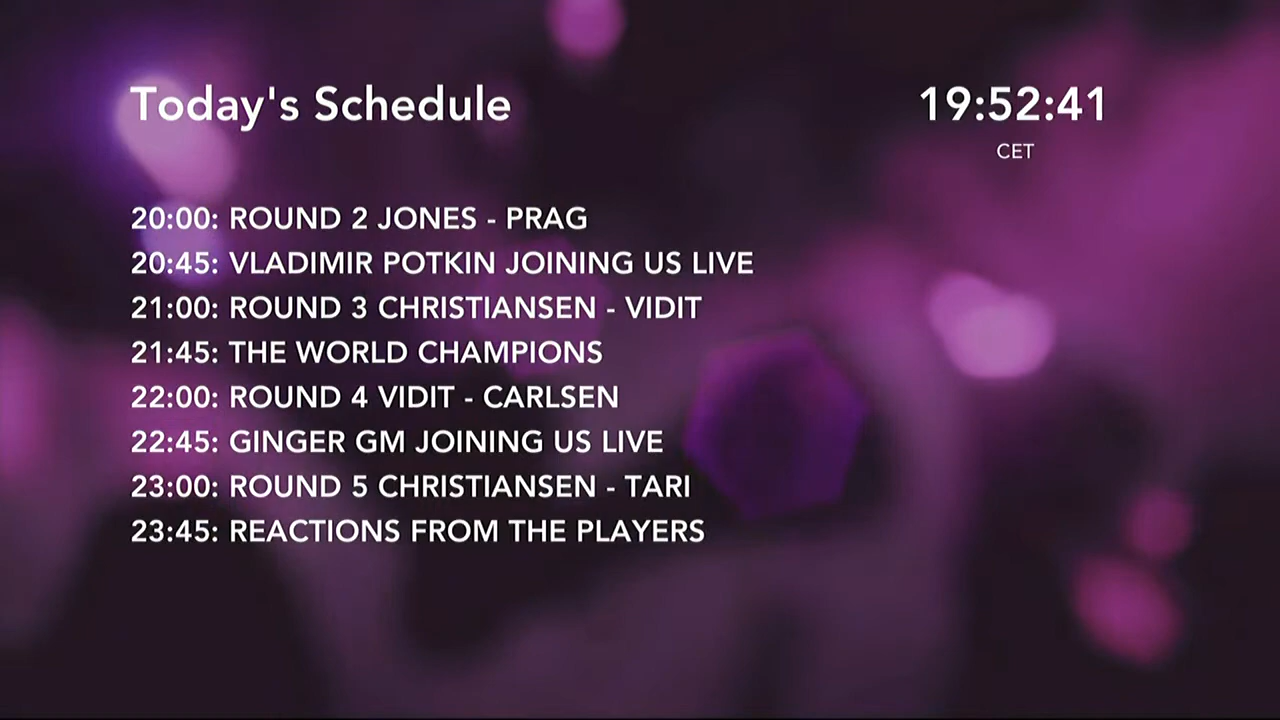 Today's Schedule
19:52:41
CET
20:00: ROUND 2 JONES - PRAG
20:45: VLADIMIR POTKIN JOINING US LIVE
21:00: ROUND 3 CHRISTIANSEN - VIDIT
21:45: THE WORLD CHAMPIONS
22:00: ROUND 4 VIDIT - CARLSEN
22:45: GINGER GM JOINING US LIVE
23:00: ROUND 5 CHRISTIANSEN - TARI
23:45: REACTIONS FROM THE PLAYERS